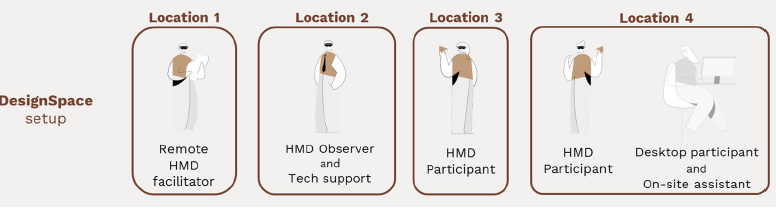 Location 1
Location 2
Location 3
Location 4
DesignSpace
setup
Remote
HMD
facilitator
HMD Observer
and
Tech support
HMD
Participant
HMD
Participant
Desktop participant
and
On-site assistant